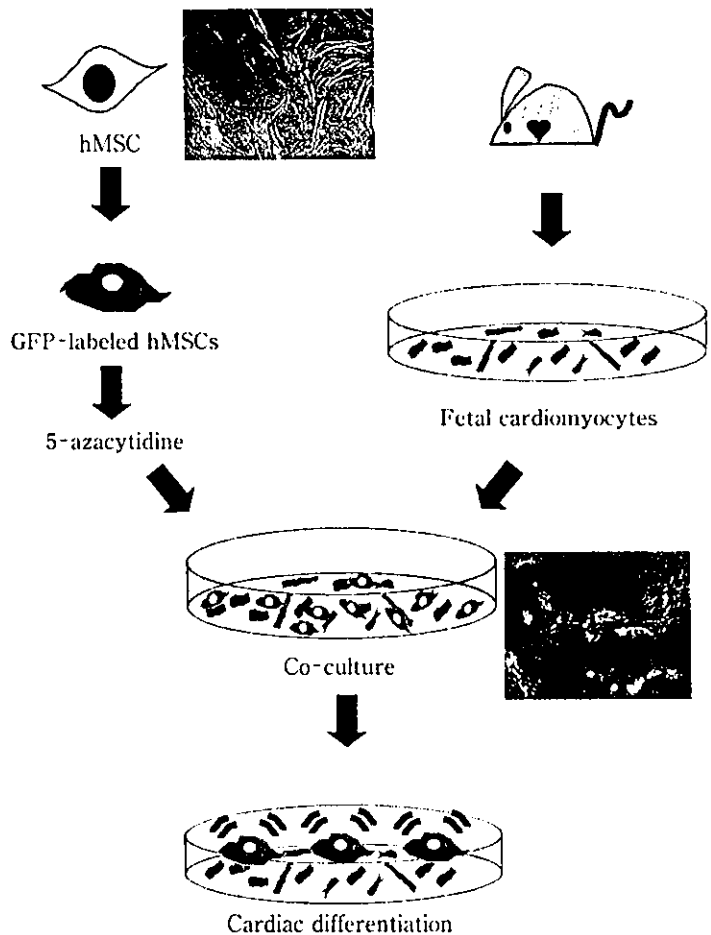 hMSC
GFP-labeled hMSCs
5-azacytidine
Fetal cardiomyocytes
Co-culture
Cardiac differentiation